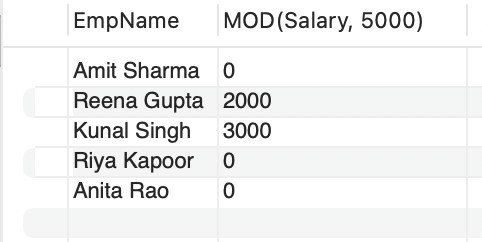 EmpName MOD(Salary, 5000)
Amit Sharma 0
Reena Gupta 2000
Kunal Singh 3000
Riya Kapoor 0
Anita Rao 0